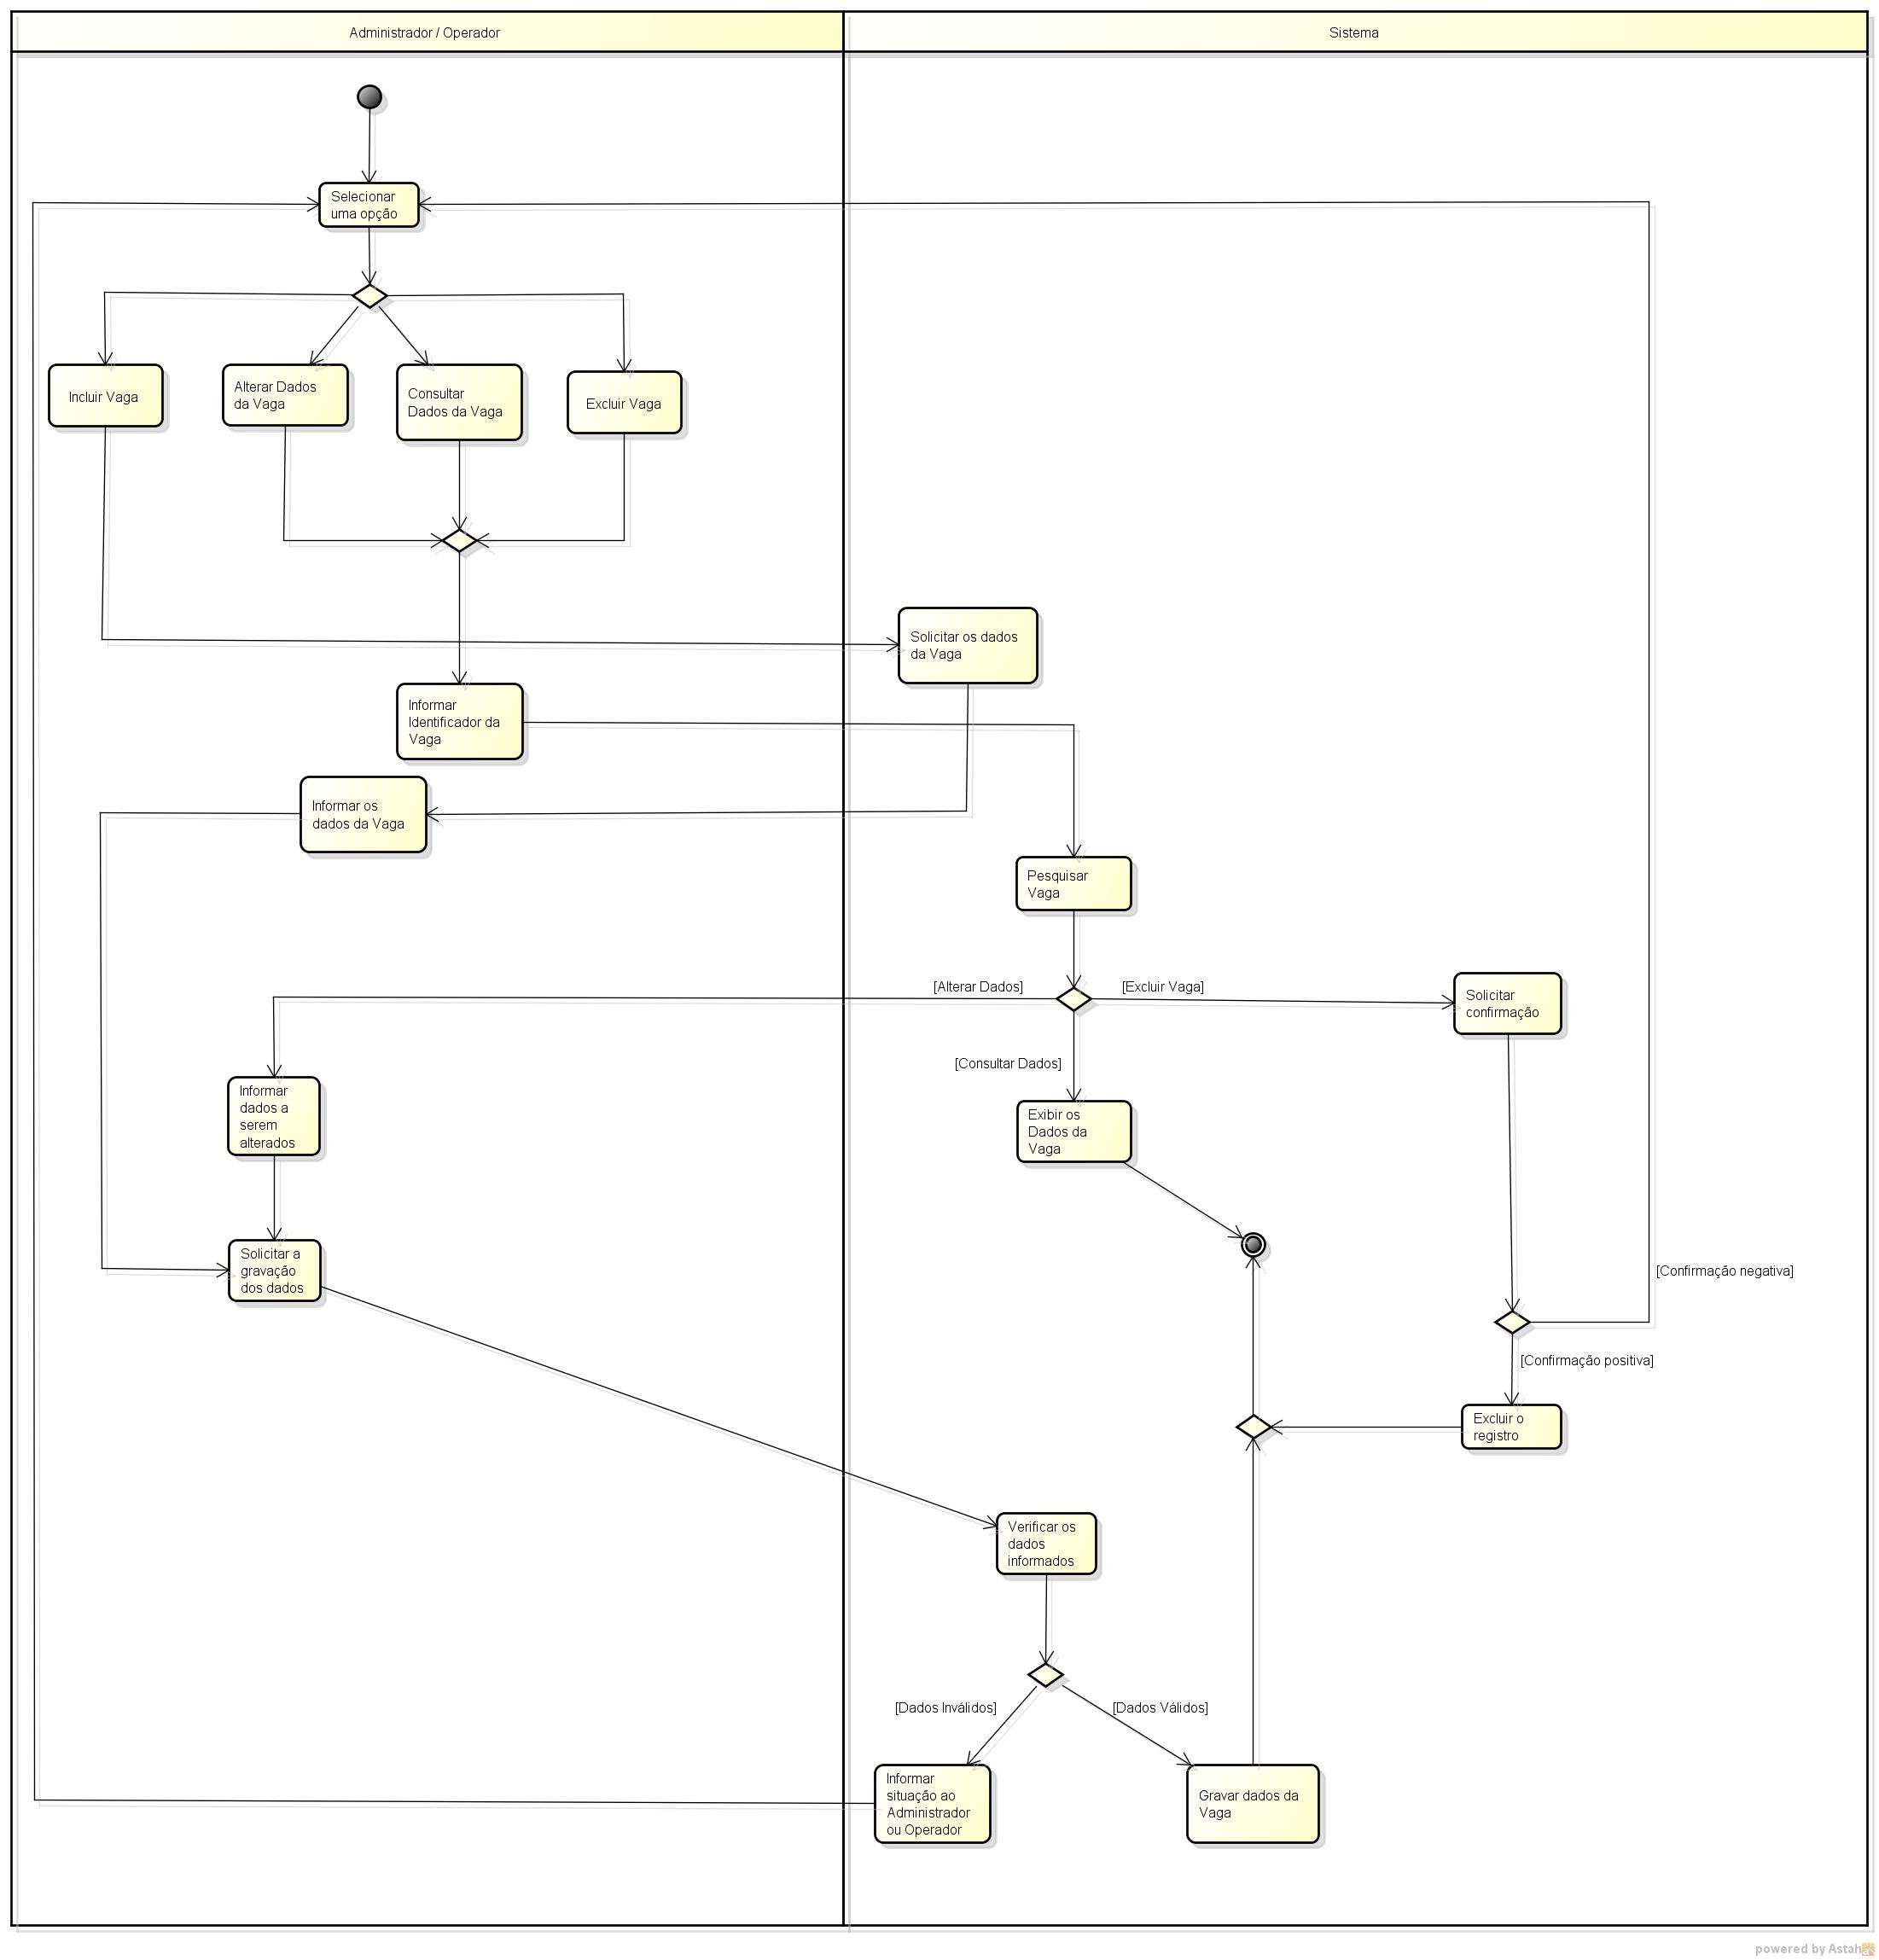 Administrador / Operador
Sistema
Selecionar
uma opção
Incluir Vaga
Alterar Dados
da Vaga
Consultar
Dados da Vaga
Excluir Vaga
Solicitar os dados
da Vaga
Informar
Identificador da
Vaga
Informar os
dados da Vaga
Pesquisar
Vaga
[Alterar Dados]
[Excluir Vaga]
Solicitar
confirmação
[Consultar Dados]
Informar
dados a
serem
alterados
Exibir os
Dados da
Vaga
Solicitar a
gravação
dos dados
[Confirmação negativa]
[Confirmação positiva]
Excluir o
registro
Verificar os
dados
informados
[Dados Inválidos]
[Dados Válidos]
Informar
situação ao
Administrador
ou Operador
Gravar dados da
Vaga
powered by Astah